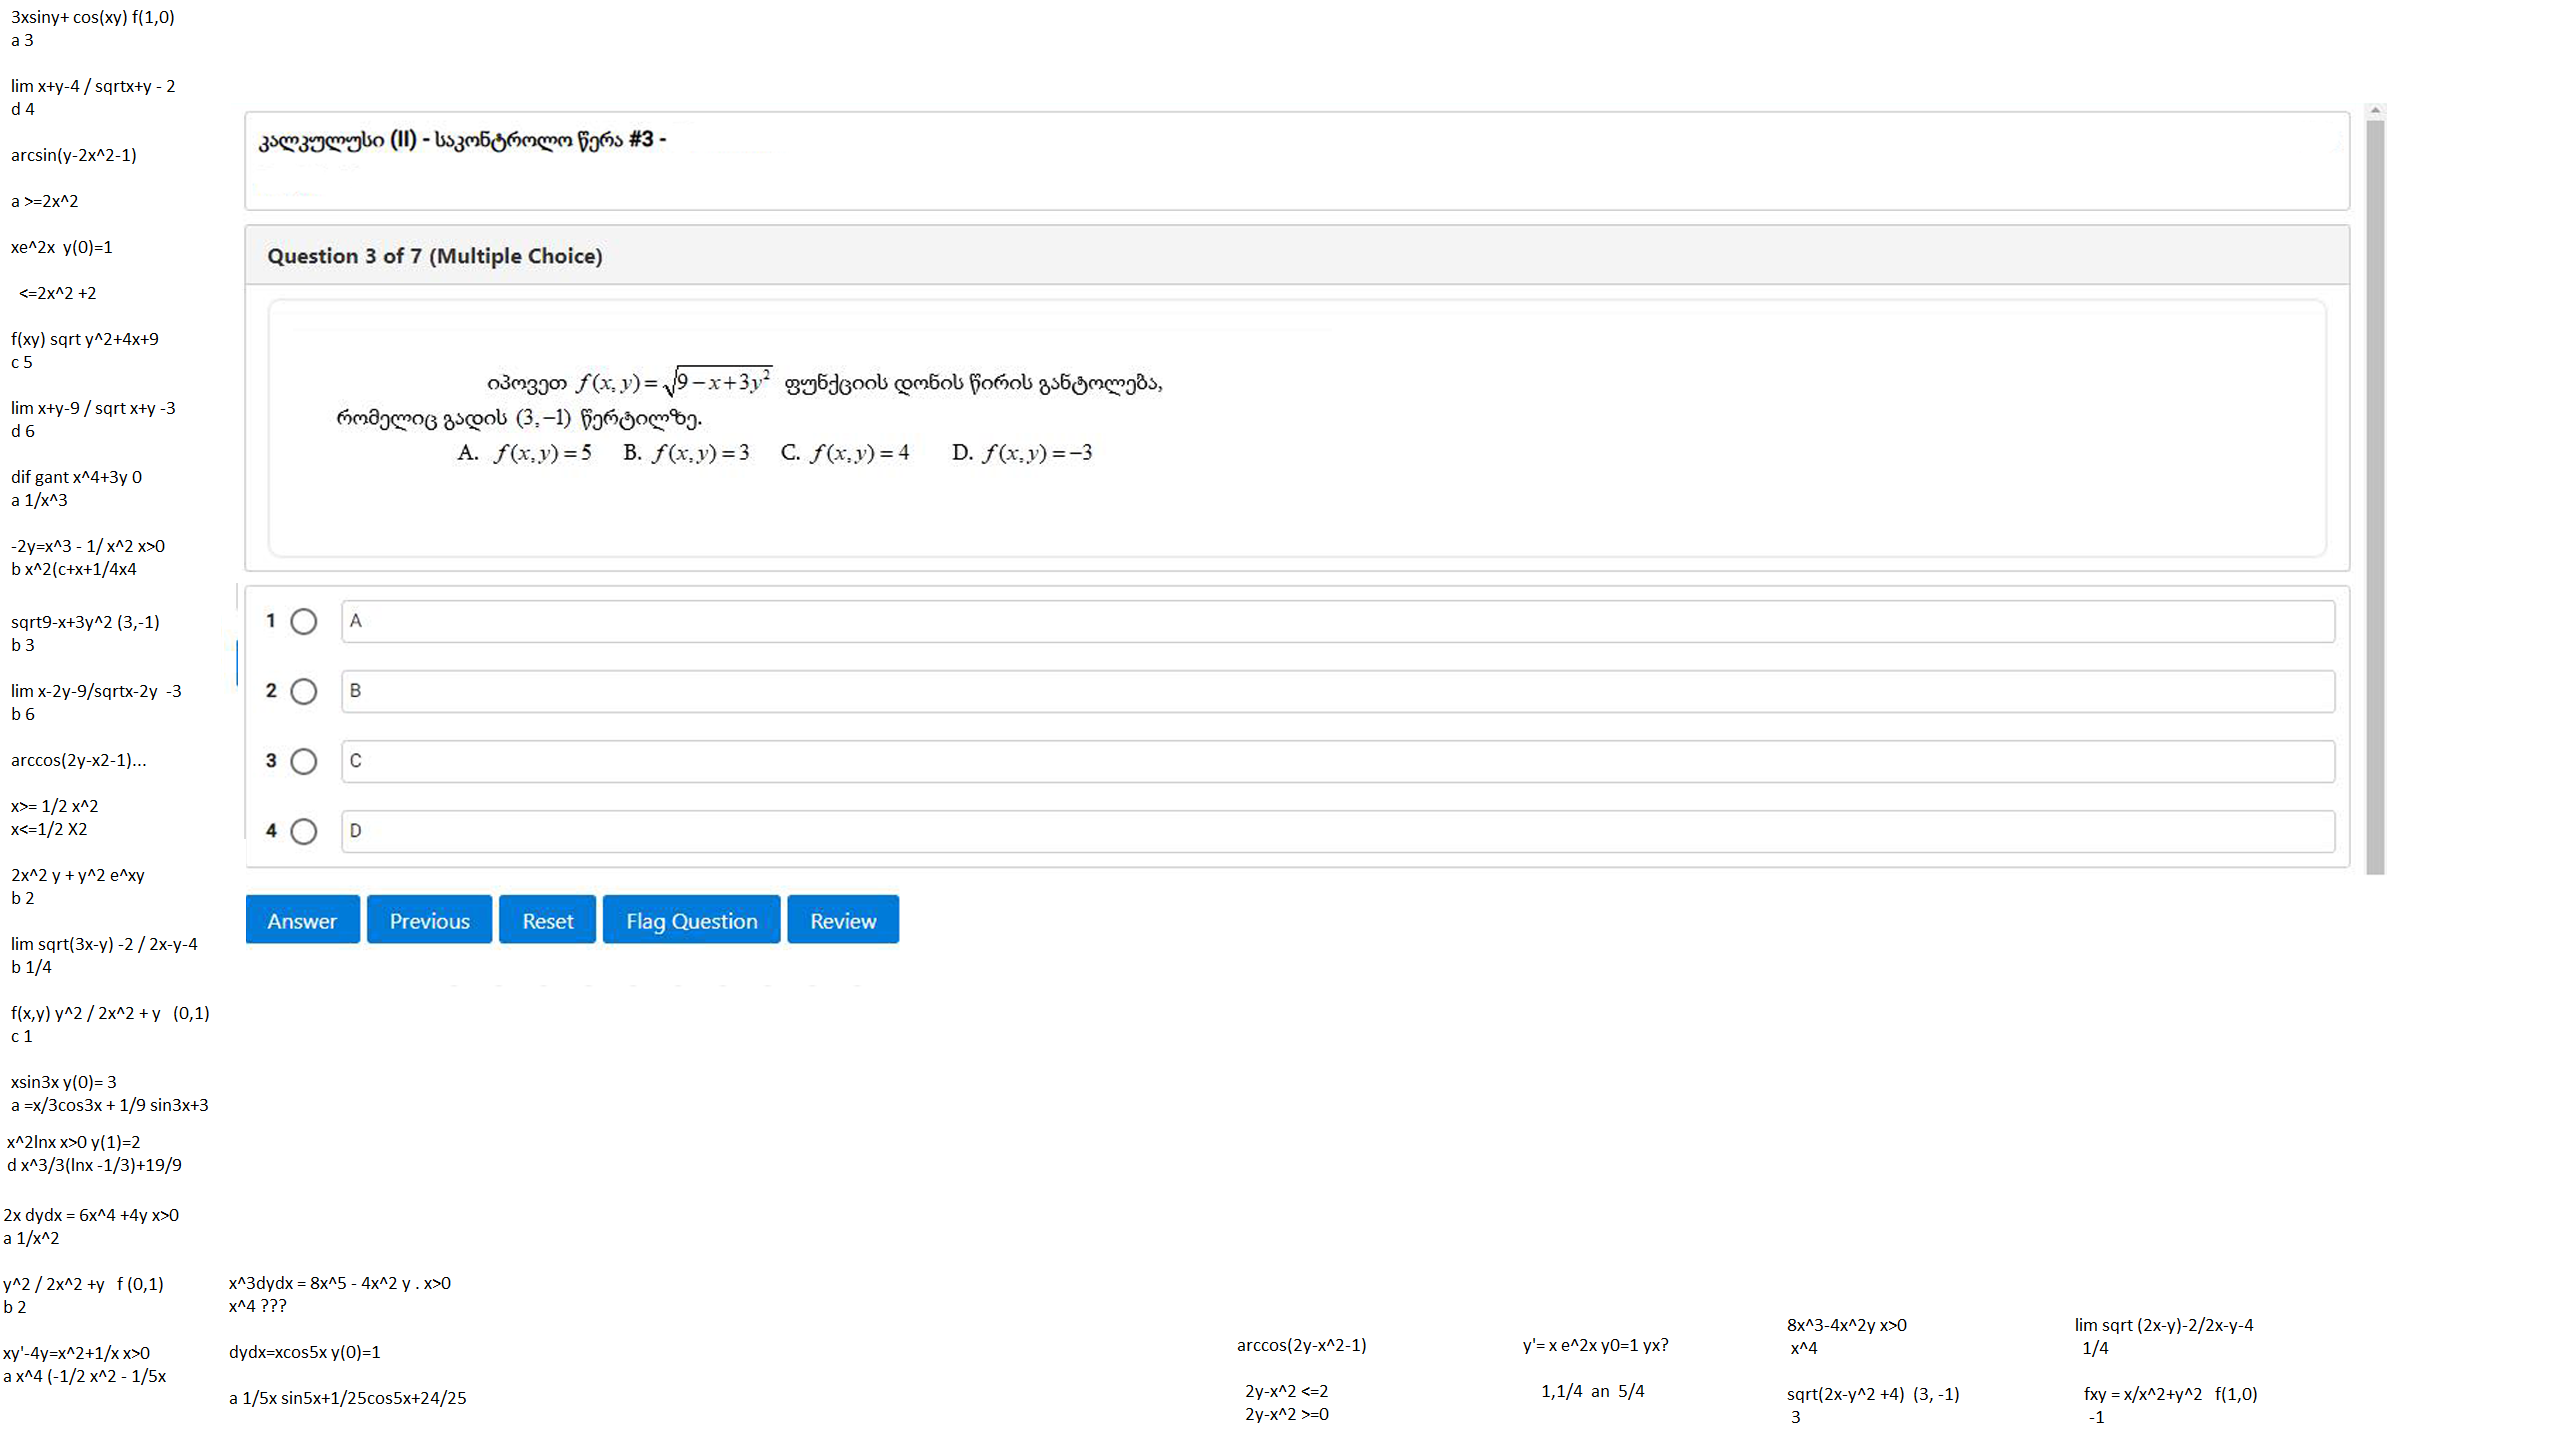 3xsiny+ cos(xy) f(1,0)
a 3
lim x+y-4 / sqrtx+y - 2
d 4
arcsin(y-2x^2-1)
a >=2x^2
xe^2x y(0)=1
<=2x^2 +2
f(xy) sqrt y^2+4x+9
c 5
lim x+y-9 / sqrt x+y -3
d 6
dif gant x^4+3y 0
a 1/x^3
-2y=x^3 - 1/ x^2 x>0
b x^2(c+x+1/4x4
sqrt9-x+3y^2 (3,-1)
b 3
lim x-2y-9/sqrtx-2y -3
b 6
arccos(2y-x2-1)...
x>= 1/2 x^2
x<=1/2 X2
2x^2 y + y^2 e^xy
b 2
lim sqrt(3x-y) -2 / 2x-y-4
b 1/4
f(x,y) y^2 / 2x^2 + y (0,1)
c 1
xsin3x y(0)= 3
a =x/3cos3x + 1/9 sin3x+3
x^2lnx x>0 y(1)=2
d x^3/3(lnx -1/3)+19/9
2x dydx = 6x^4 +4y x>0
a 1/x^2
y^2 / 2x^2 +y f (0,1)
b 2
xy'-4y=x^2+1/x x>0
a x^4 (-1/2 x^2 - 1/5x
კალკულუსი (II) - საკონტროლო წერა #3 -
Question 3 of 7 (Multiple Choice)
იპოვეთ f(x,y)=√9−x+3y² ფუნქციის დონის წირის განტოლება,
რომელიც გადის (3,−1) წერტილზე.
A. f(x,y)=5 B. f(x,y)=3 C. f(x,y)=4 D. f(x,y)=−3
1 A
2 B
3 C
4 D
Answer Previous Reset Flag Question Review
x^3dydx = 8x^5 - 4x^2 y . x>0
x^4 ???
dydx=xcos5x y(0)=1
a 1/5x sin5x+1/25cos5x+24/25
arccos(2y-x^2-1)
2y-x^2 <=2
2y-x^2 >=0
y'= x e^2x y0=1 yx?
1,1/4 an 5/4
8x^3-4x^2y x>0
x^4
sqrt(2x-y^2 +4) (3, -1)
3
lim sqrt (2x-y)-2/2x-y-4
1/4
fxy = x/x^2+y^2 f(1,0)
-1